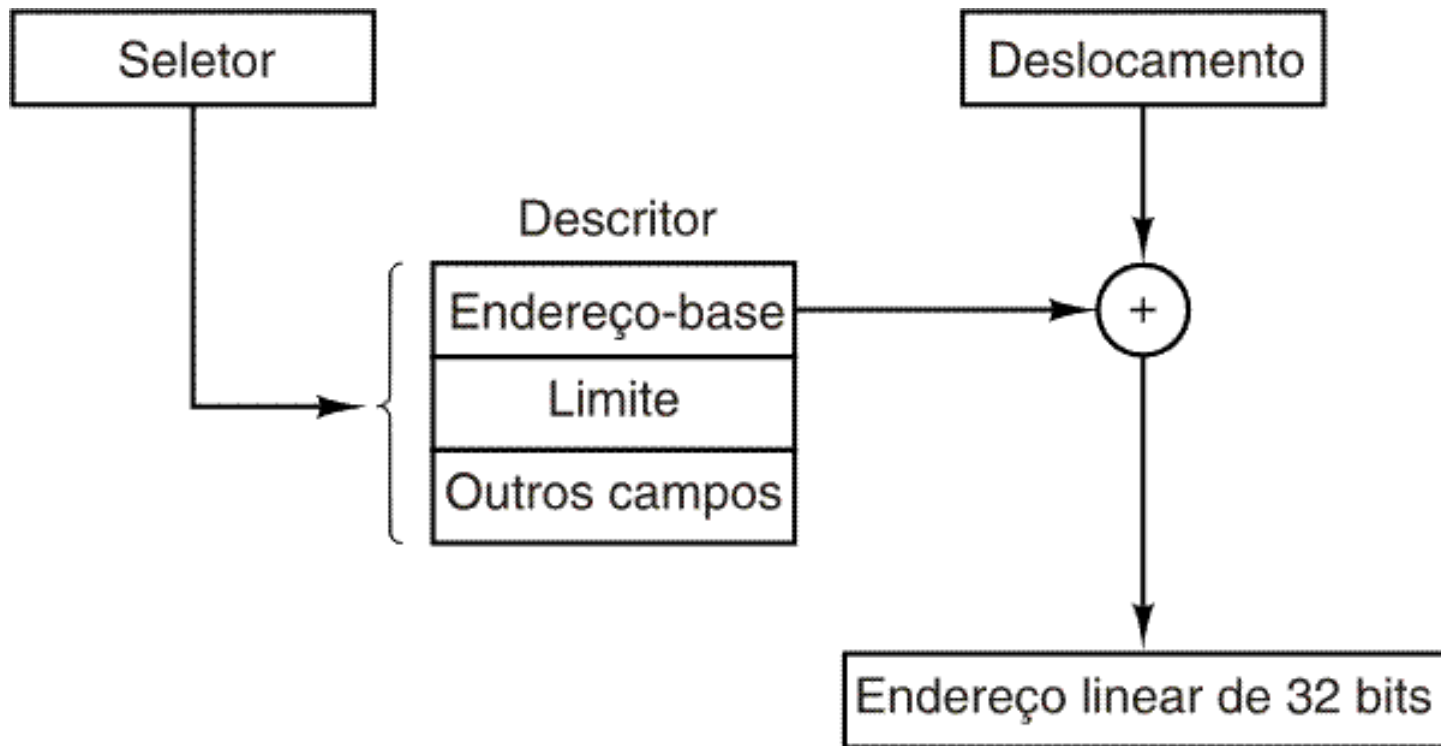 Seletor
Deslocamento
Descritor
Endereço-base
+
Limite
Outros campos
Endereço linear de 32 bits